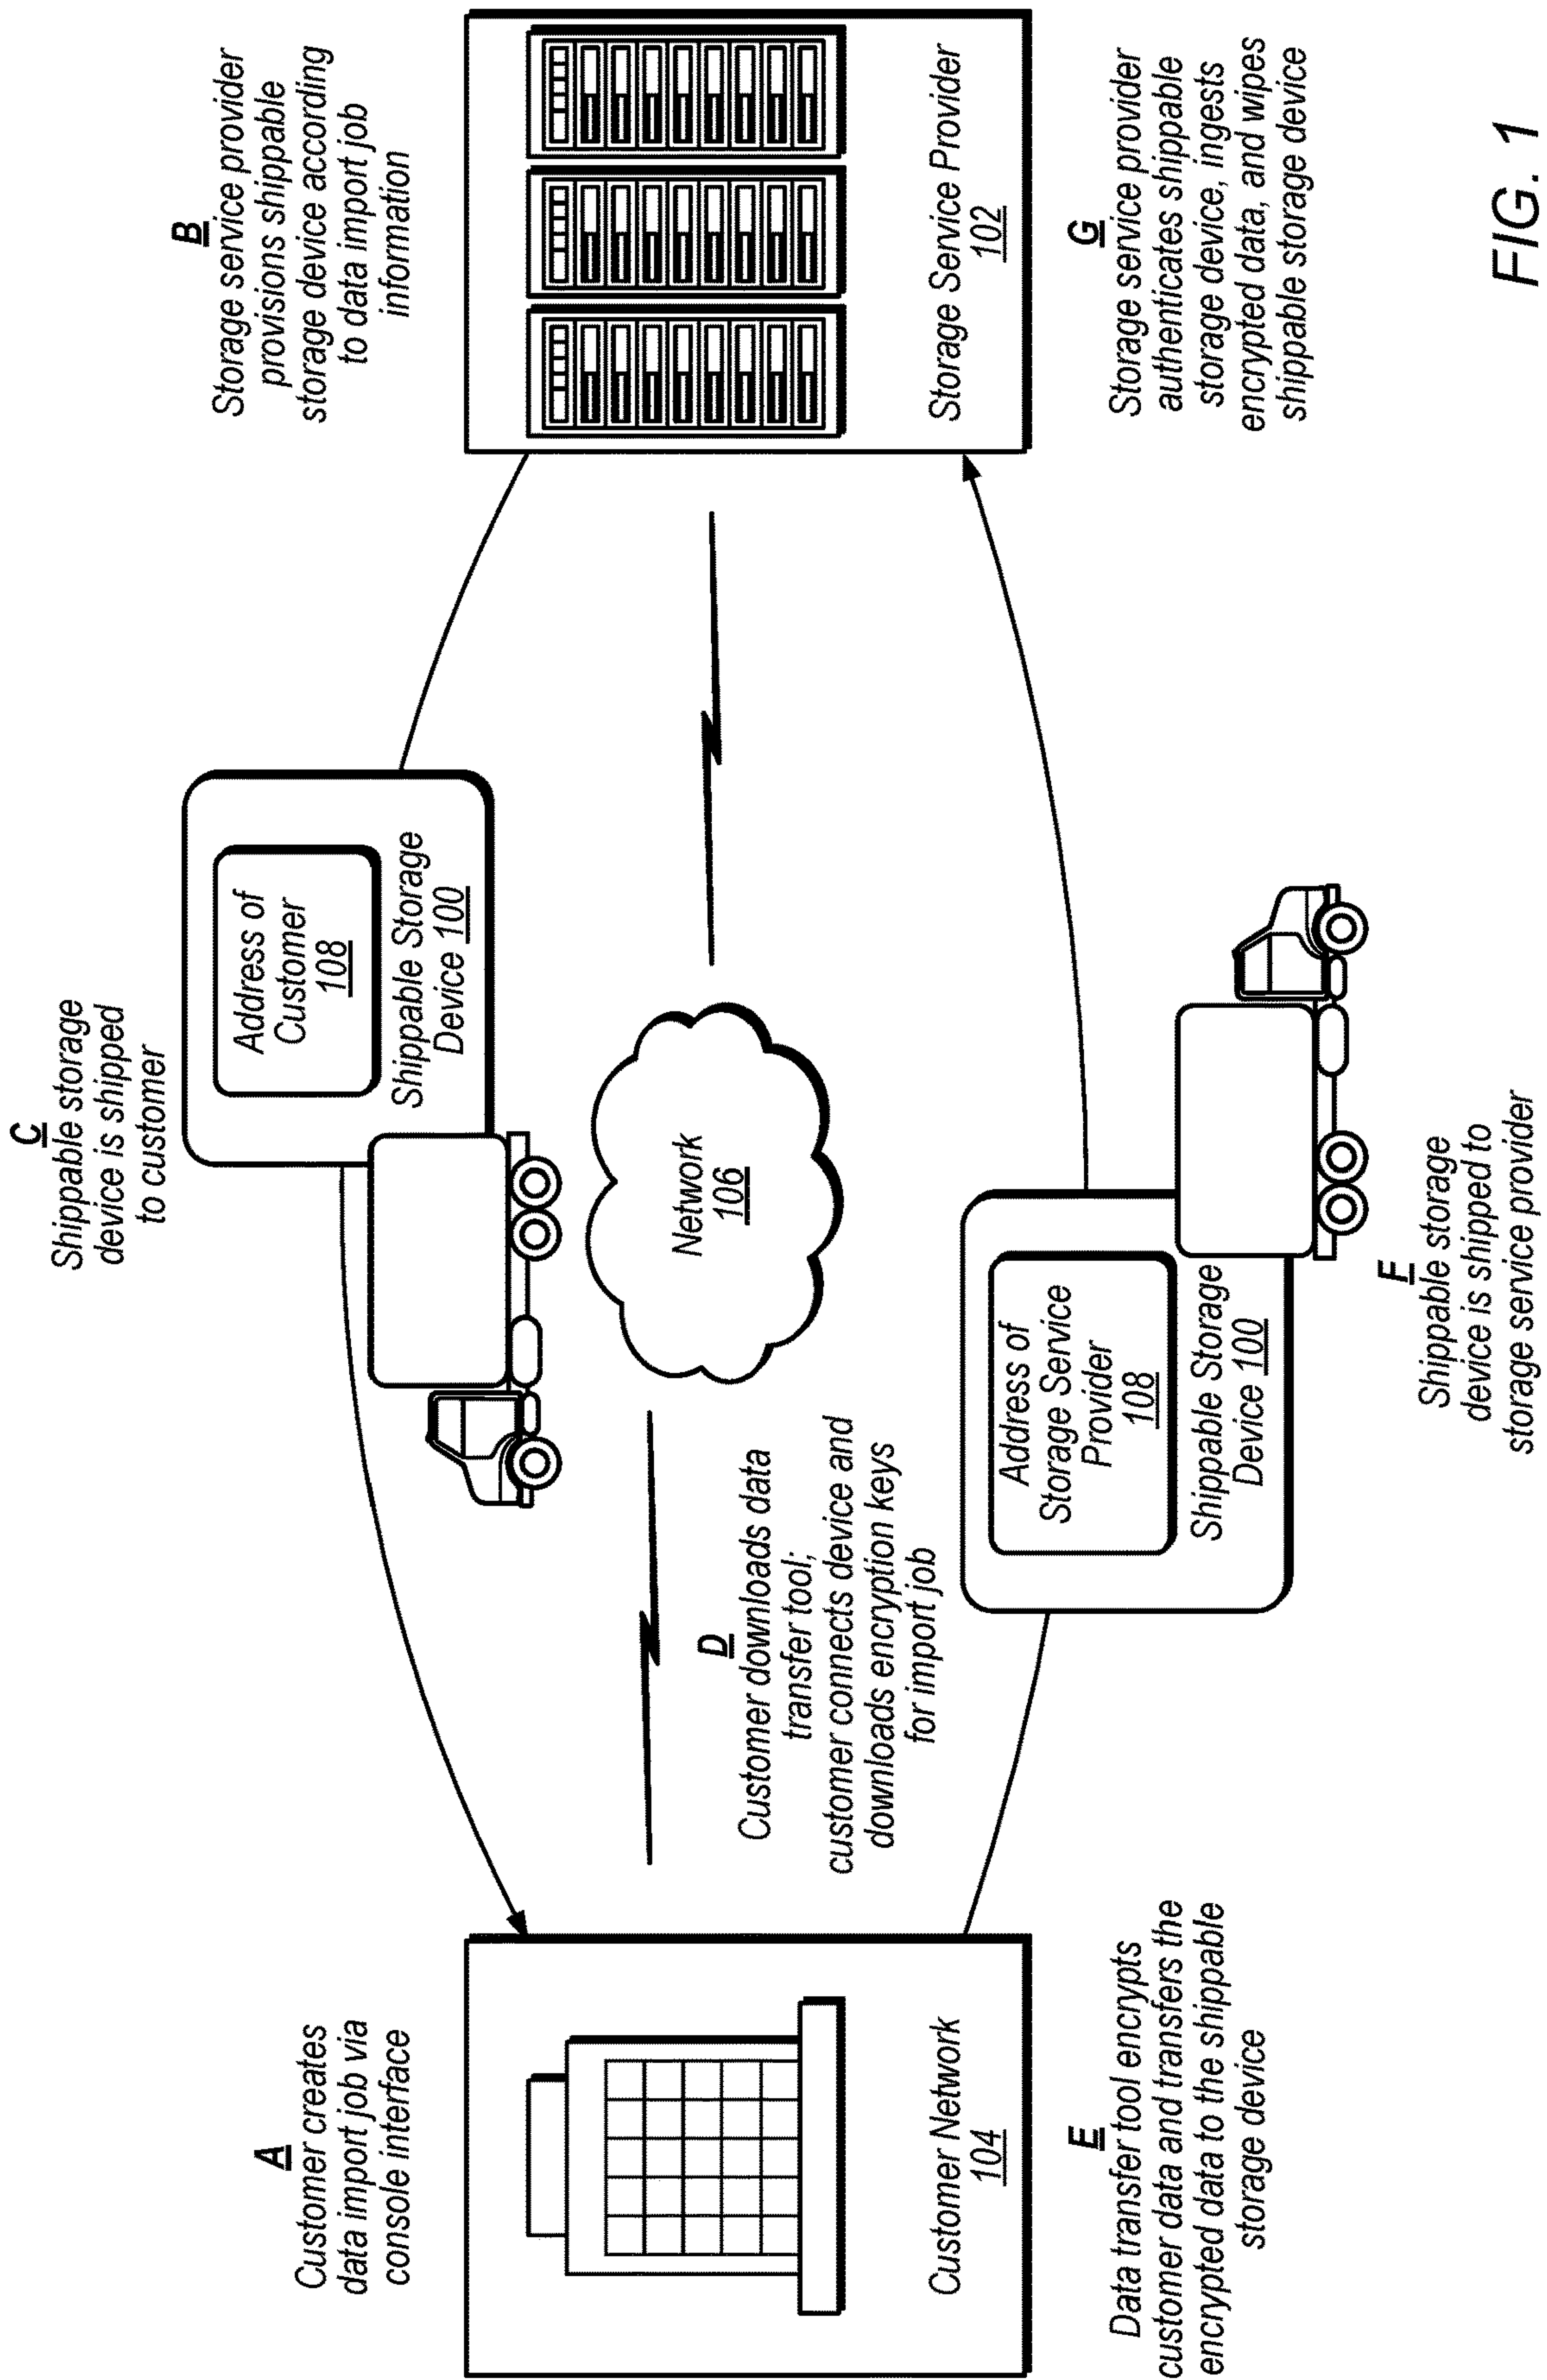 A
Customer creates
data import job via
console interface
B
Storage service provider
provisions shippable
storage device according
to data import job
information
C
Shippable storage
device is shipped
to customer
Address of
Customer
108
Shippable Storage
Device 100
Customer Network
104
Network
106
Storage Service Provider
102
D
Customer downloads data
transfer tool;
customer connects device and
downloads encryption keys
for import job
Address of
Storage Service
Provider
108
Shippable Storage
Device 100
E
Data transfer tool encrypts
customer data and transfers the
encrypted data to the shippable
storage device
F
Shippable storage
device is shipped to
storage service provider
G
Storage service provider
authenticates shippable
storage device, ingests
encrypted data, and wipes
shippable storage device
FIG. 1